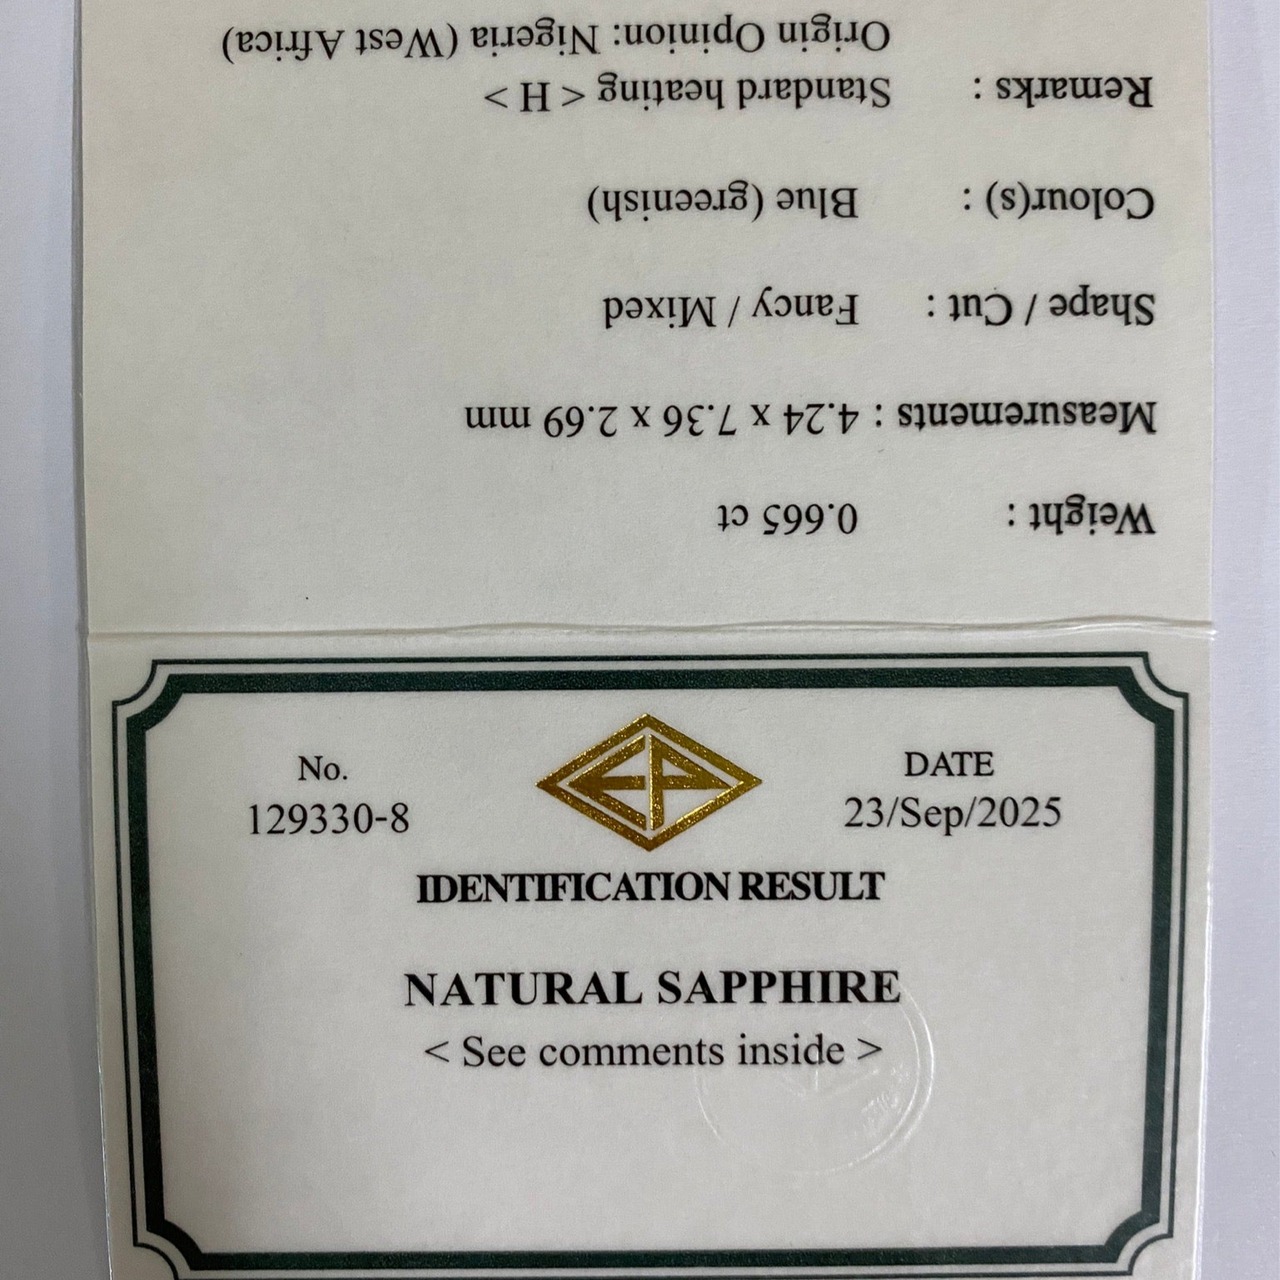 Weight : 0.665 ct
Measurements : 4.24 x 7.36 x 2.69 mm
Shape / Cut : Fancy / Mixed
Colour(s) : Blue (greenish)
Remarks : Standard heating < H >
Origin Opinion: Nigeria (West Africa)
No.
129330-8
DATE
23/Sep/2025
IDENTIFICATION RESULT
NATURAL SAPPHIRE
< See comments inside >